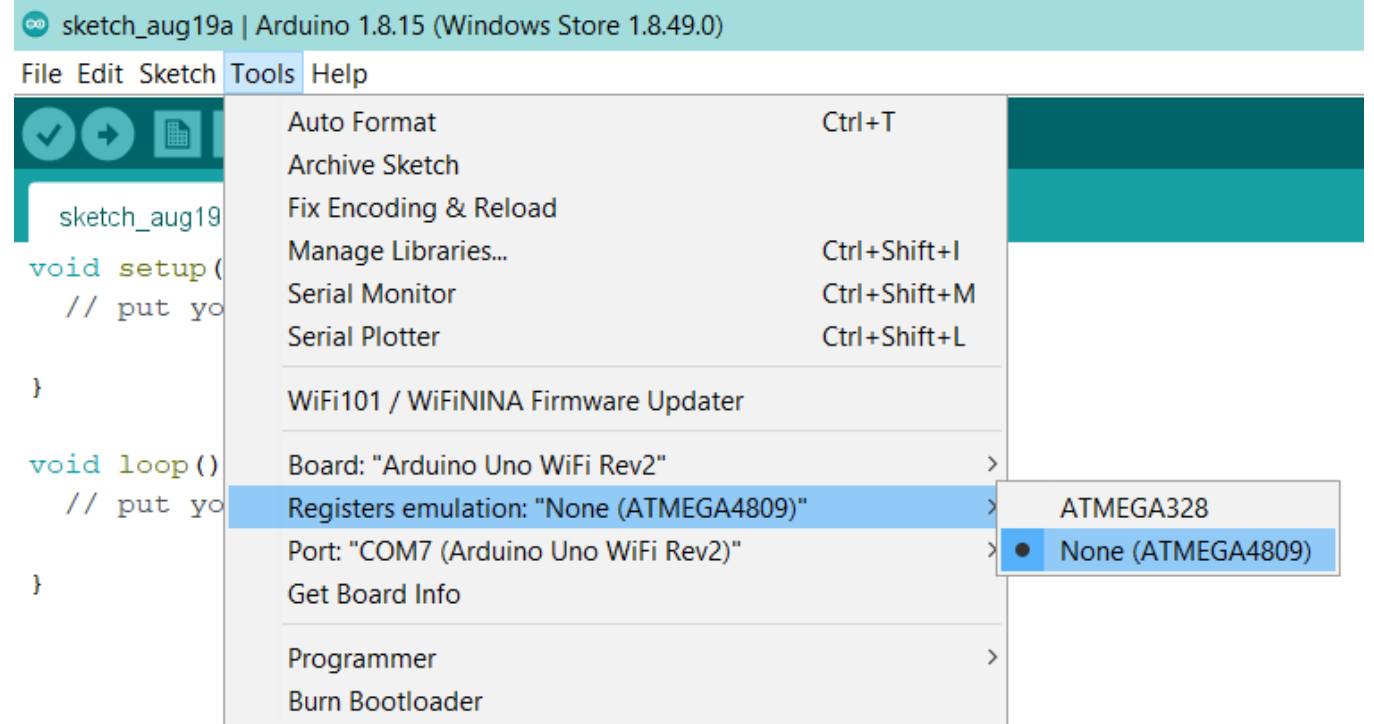 sketch_aug19a | Arduino 1.8.15 (Windows Store 1.8.49.0)
File Edit Sketch Tools Help
sketch_aug19
void setup(
// put yo
}
void loop()
// put yo
}
Auto Format Ctrl+T
Archive Sketch
Fix Encoding & Reload
Manage Libraries... Ctrl+Shift+I
Serial Monitor Ctrl+Shift+M
Serial Plotter Ctrl+Shift+L
WiFi101 / WiFiNINA Firmware Updater
Board: "Arduino Uno WiFi Rev2"
Registers emulation: "None (ATMEGA4809)"
Port: "COM7 (Arduino Uno WiFi Rev2)"
Get Board Info
Programmer
Burn Bootloader
ATMEGA328
None (ATMEGA4809)